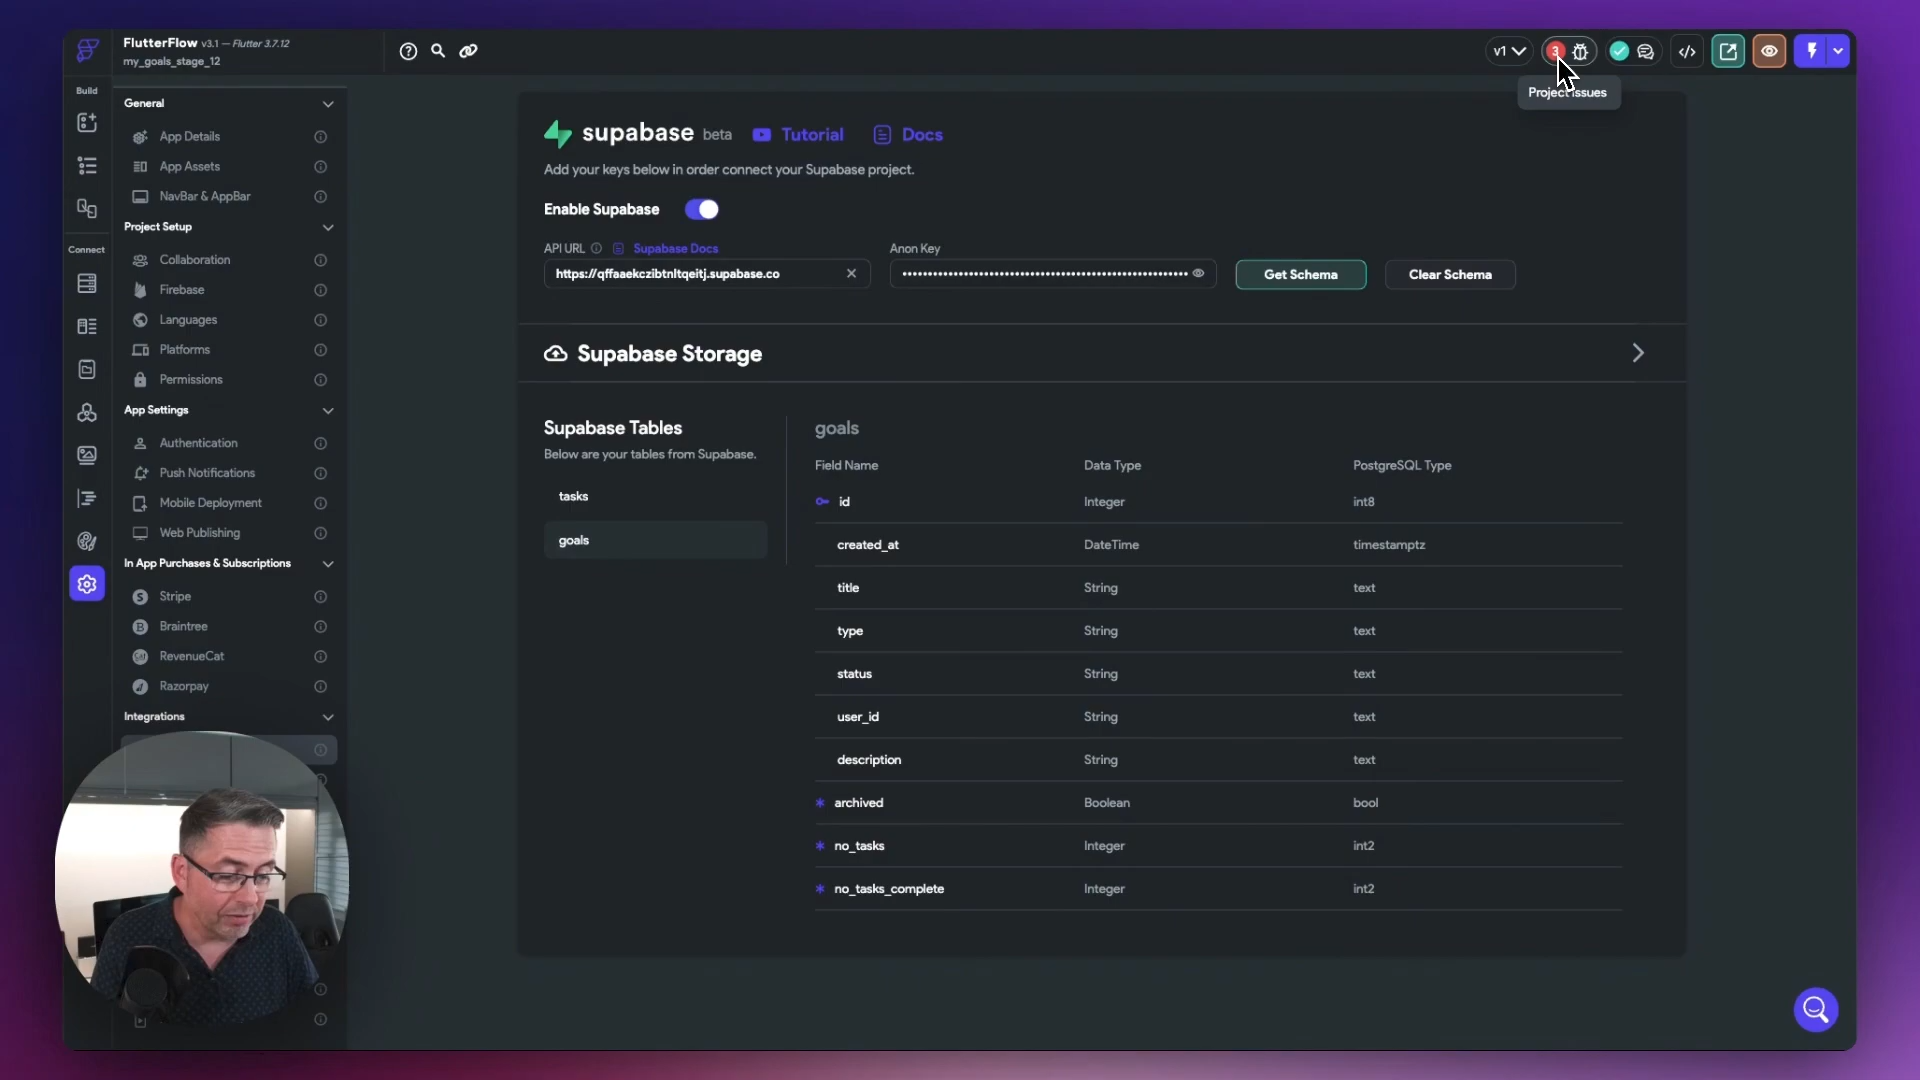 FlutterFlow v3.1 — Flutter 3.7.12
my_goals_stage_12
v1
3
Project Issues
Build
Connect
General
App Details
App Assets
NavBar & AppBar
Project Setup
Collaboration
Firebase
Languages
Platforms
Permissions
App Settings
Authentication
Push Notifications
Mobile Deployment
Web Publishing
In App Purchases & Subscriptions
Stripe
Braintree
RevenueCat
Razorpay
Integrations
supabase beta Tutorial Docs
Add your keys below in order connect your Supabase project.
Enable Supabase
API URL Supabase Docs Anon Key
https://qffaaekczibtnltqeitj.supabase.co
Get Schema Clear Schema
Supabase Storage
Supabase Tables
Below are your tables from Supabase.
tasks
goals
goals
Field Name Data Type PostgreSQL Type
id Integer int8
created_at DateTime timestamptz
title String text
type String text
status String text
user_id String text
description String text
* archived Boolean bool
* no_tasks Integer int2
* no_tasks_complete Integer int2